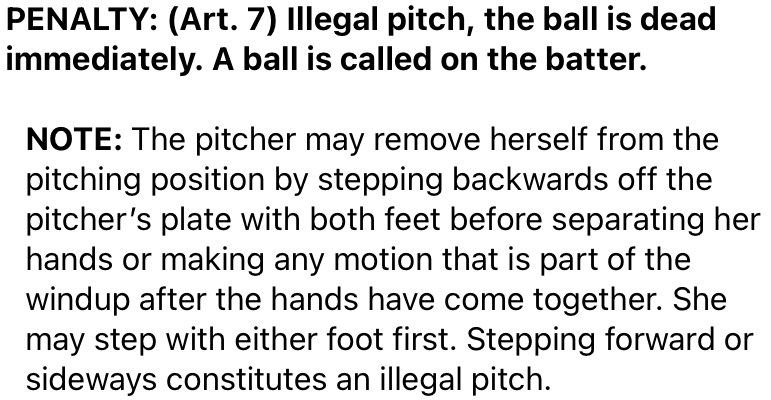 PENALTY: (Art. 7) Illegal pitch, the ball is dead
immediately. A ball is called on the batter.
NOTE: The pitcher may remove herself from the
pitching position by stepping backwards off the
pitcher’s plate with both feet before separating her
hands or making any motion that is part of the
windup after the hands have come together. She
may step with either foot first. Stepping forward or
sideways constitutes an illegal pitch.